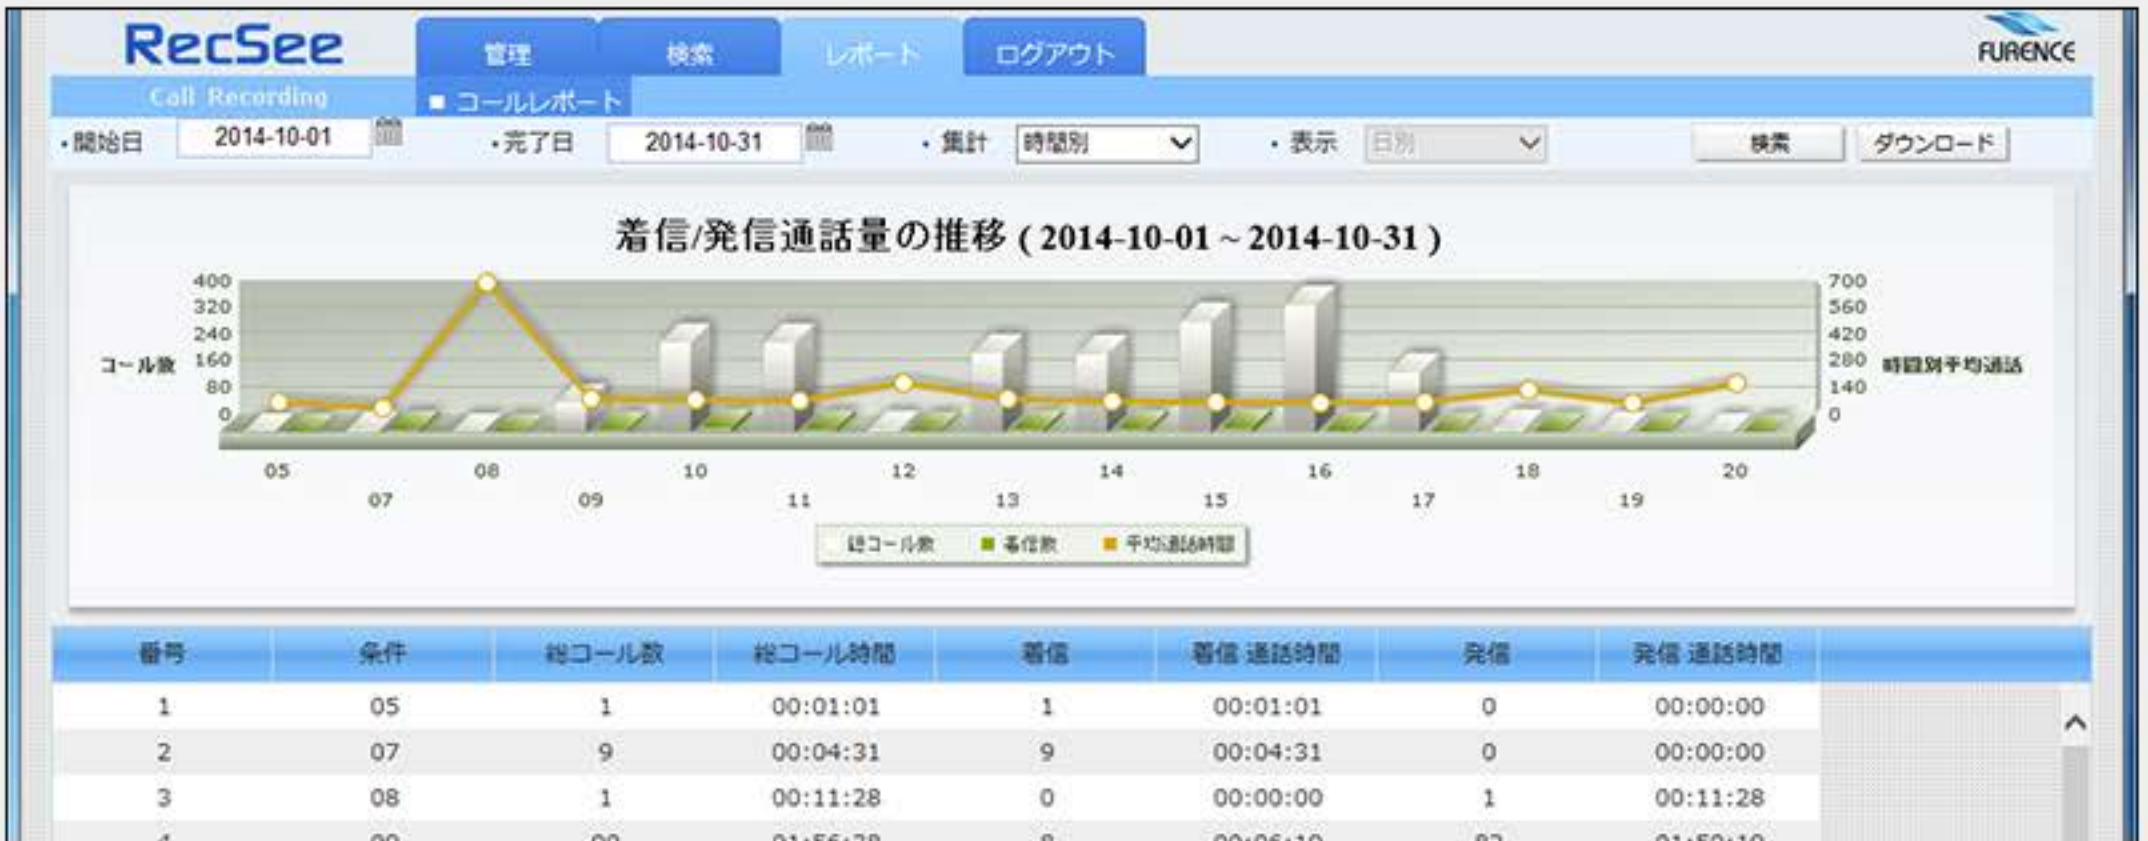 RecSee 管理 検索 レポート ログアウト FURENCE
Call Recording ■ コールレポート
・開始日 2014-10-01 ・完了日 2014-10-31 ・集計 時間別 ・表示 日別 検索 ダウンロード
着信/発信通話量の推移 ( 2014-10-01 ~ 2014-10-31 )
400 700
320 560
240 420
コール数 160 280 時間別平均通話
80 140
0 0
05 08 10 12 14 16 18 20
07 09 11 13 15 17 19
総コール数 着信数 平均通話時間
番号 条件 総コール数 総コール時間 着信 着信 通話時間 発信 発信 通話時間
1 05 1 00:01:01 1 00:01:01 0 00:00:00
2 07 9 00:04:31 9 00:04:31 0 00:00:00
3 08 1 00:11:28 0 00:00:00 1 00:11:28